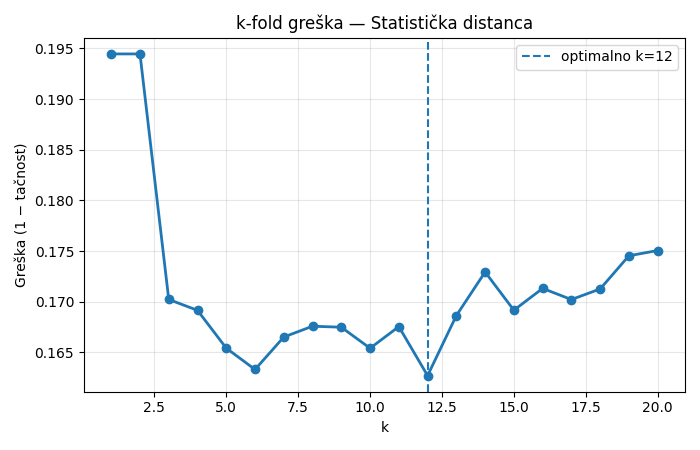 k-fold greška — Statistička distanca
optimalno k=12
Greška (1 − tačnost)
0.195
0.190
0.185
0.180
0.175
0.170
0.165
2.5 5.0 7.5 10.0 12.5 15.0 17.5 20.0
k